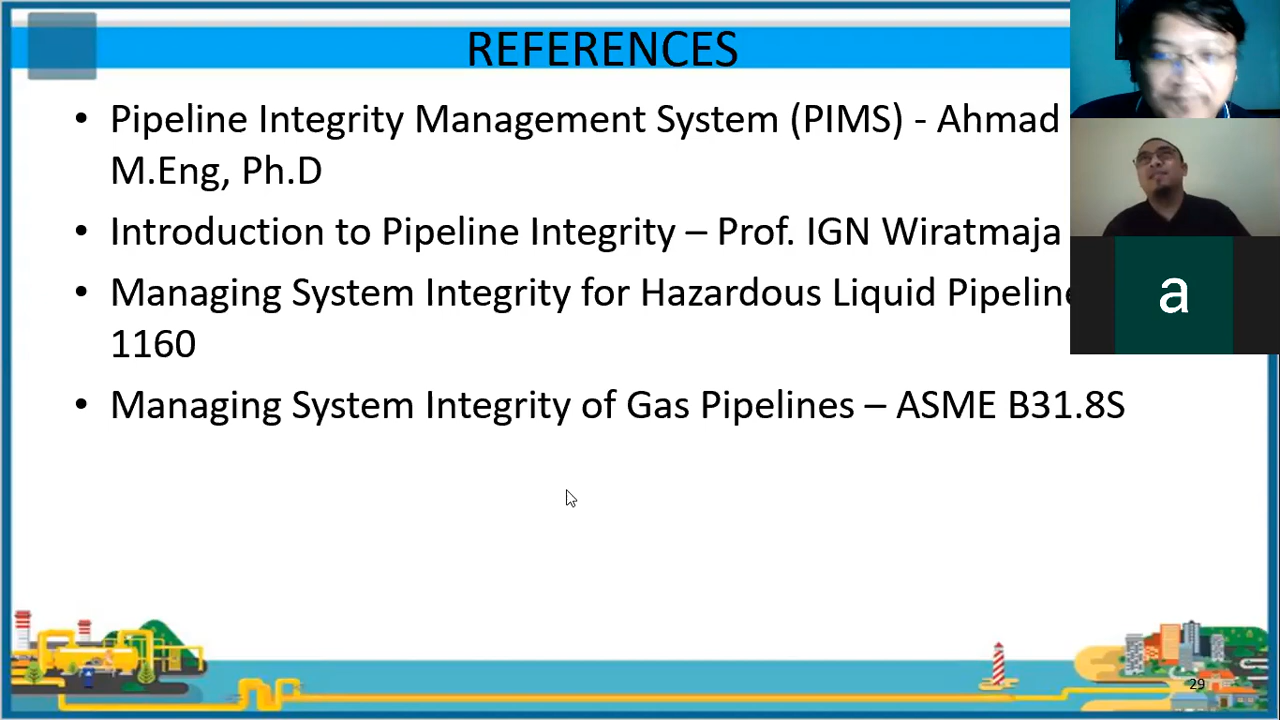 REFERENCES
• Pipeline Integrity Management System (PIMS) - Ahmad
M.Eng, Ph.D
• Introduction to Pipeline Integrity – Prof. IGN Wiratmaja
• Managing System Integrity for Hazardous Liquid
1160
• Managing System Integrity of Gas Pipelines – ASME B31.8S
a
29